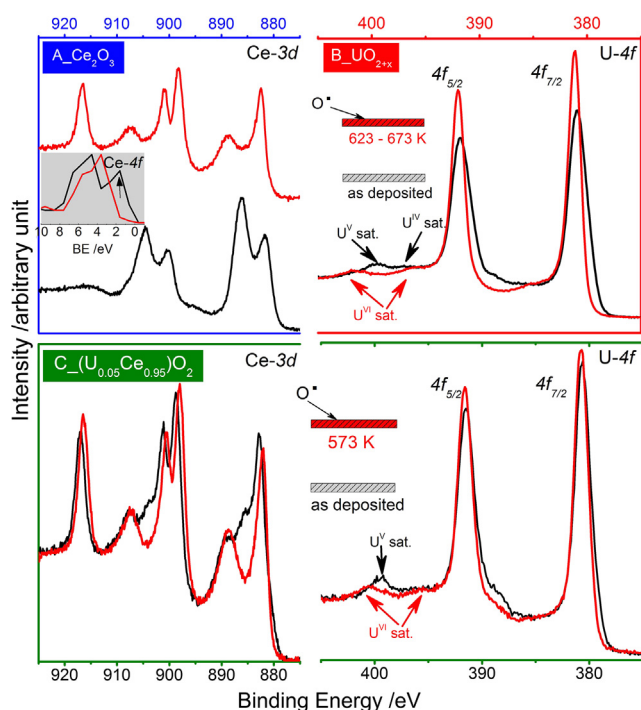 920 910 900 890 880
400 390 380
A_Ce₂O₃
Ce-3d
B_UO₂₊ₓ
U-4f
4f₅/₂
4f₇/₂
O▪
623 - 673 K
as deposited
Ce-4f
10 8 6 4 2 0
BE /eV
Uⱽ sat.
Uᴵⱽ sat.
Uⱽᴵ sat.
Intensity /arbitrary unit
C_(U₀.₀₅Ce₀.₉₅)O₂
Ce-3d
U-4f
4f₅/₂
4f₇/₂
O▪
573 K
as deposited
Uⱽ sat.
Uⱽᴵ sat.
920 910 900 890 880
400 390 380
Binding Energy /eV